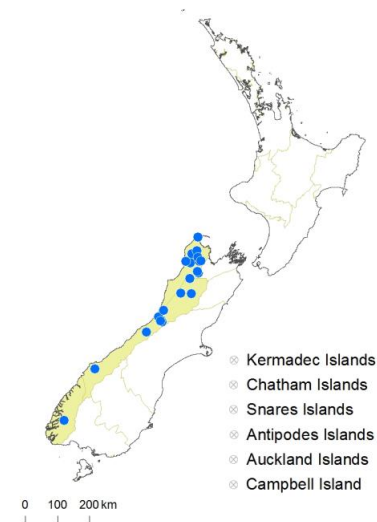 Kermadec Islands
Chatham Islands
Snares Islands
Antipodes Islands
Auckland Islands
Campbell Island
0 100 200 km